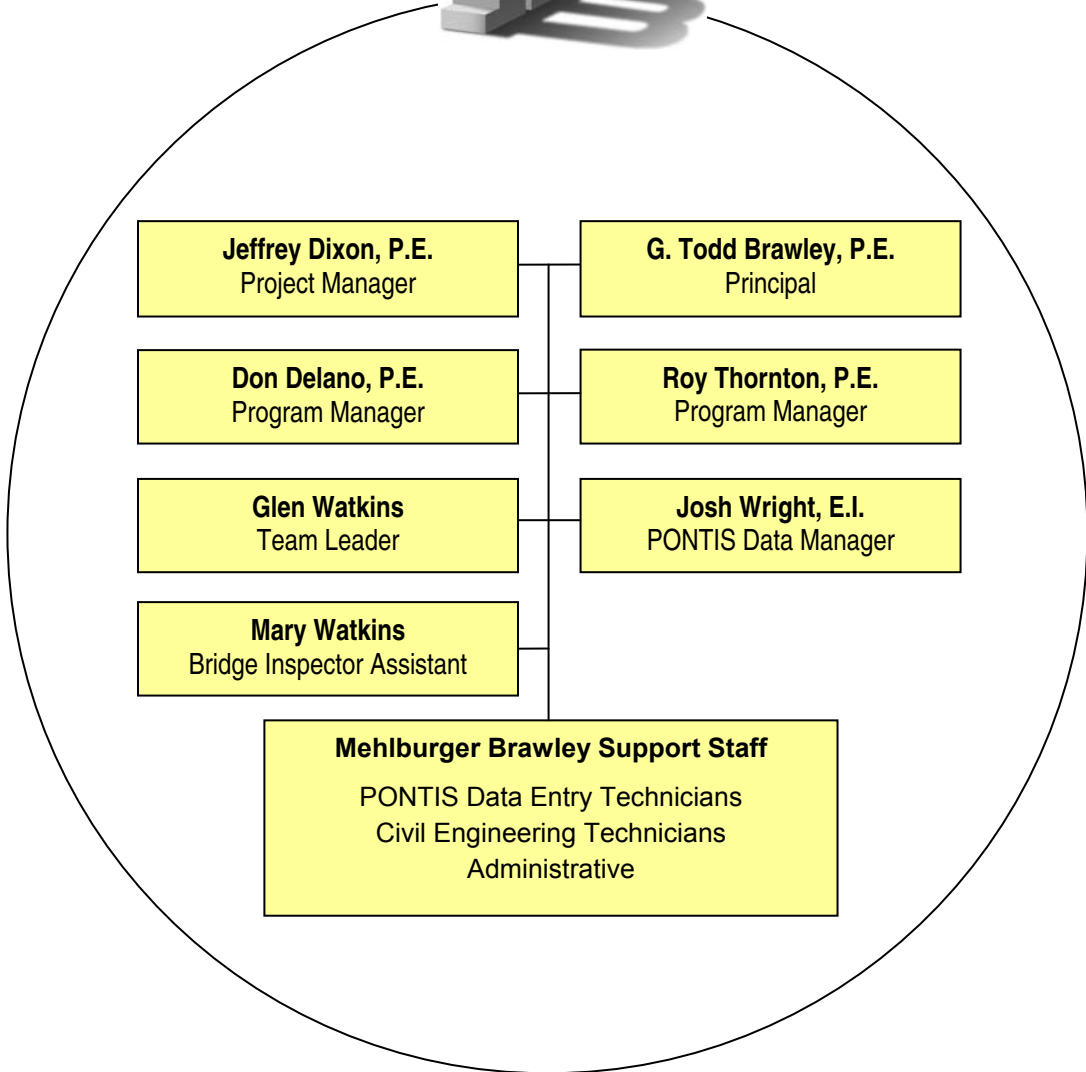 Jeffrey Dixon, P.E.
Project Manager
G. Todd Brawley, P.E.
Principal
Don Delano, P.E.
Program Manager
Roy Thornton, P.E.
Program Manager
Glen Watkins
Team Leader
Josh Wright, E.I.
PONTIS Data Manager
Mary Watkins
Bridge Inspector Assistant
Mehlburger Brawley Support Staff
PONTIS Data Entry Technicians
Civil Engineering Technicians
Administrative